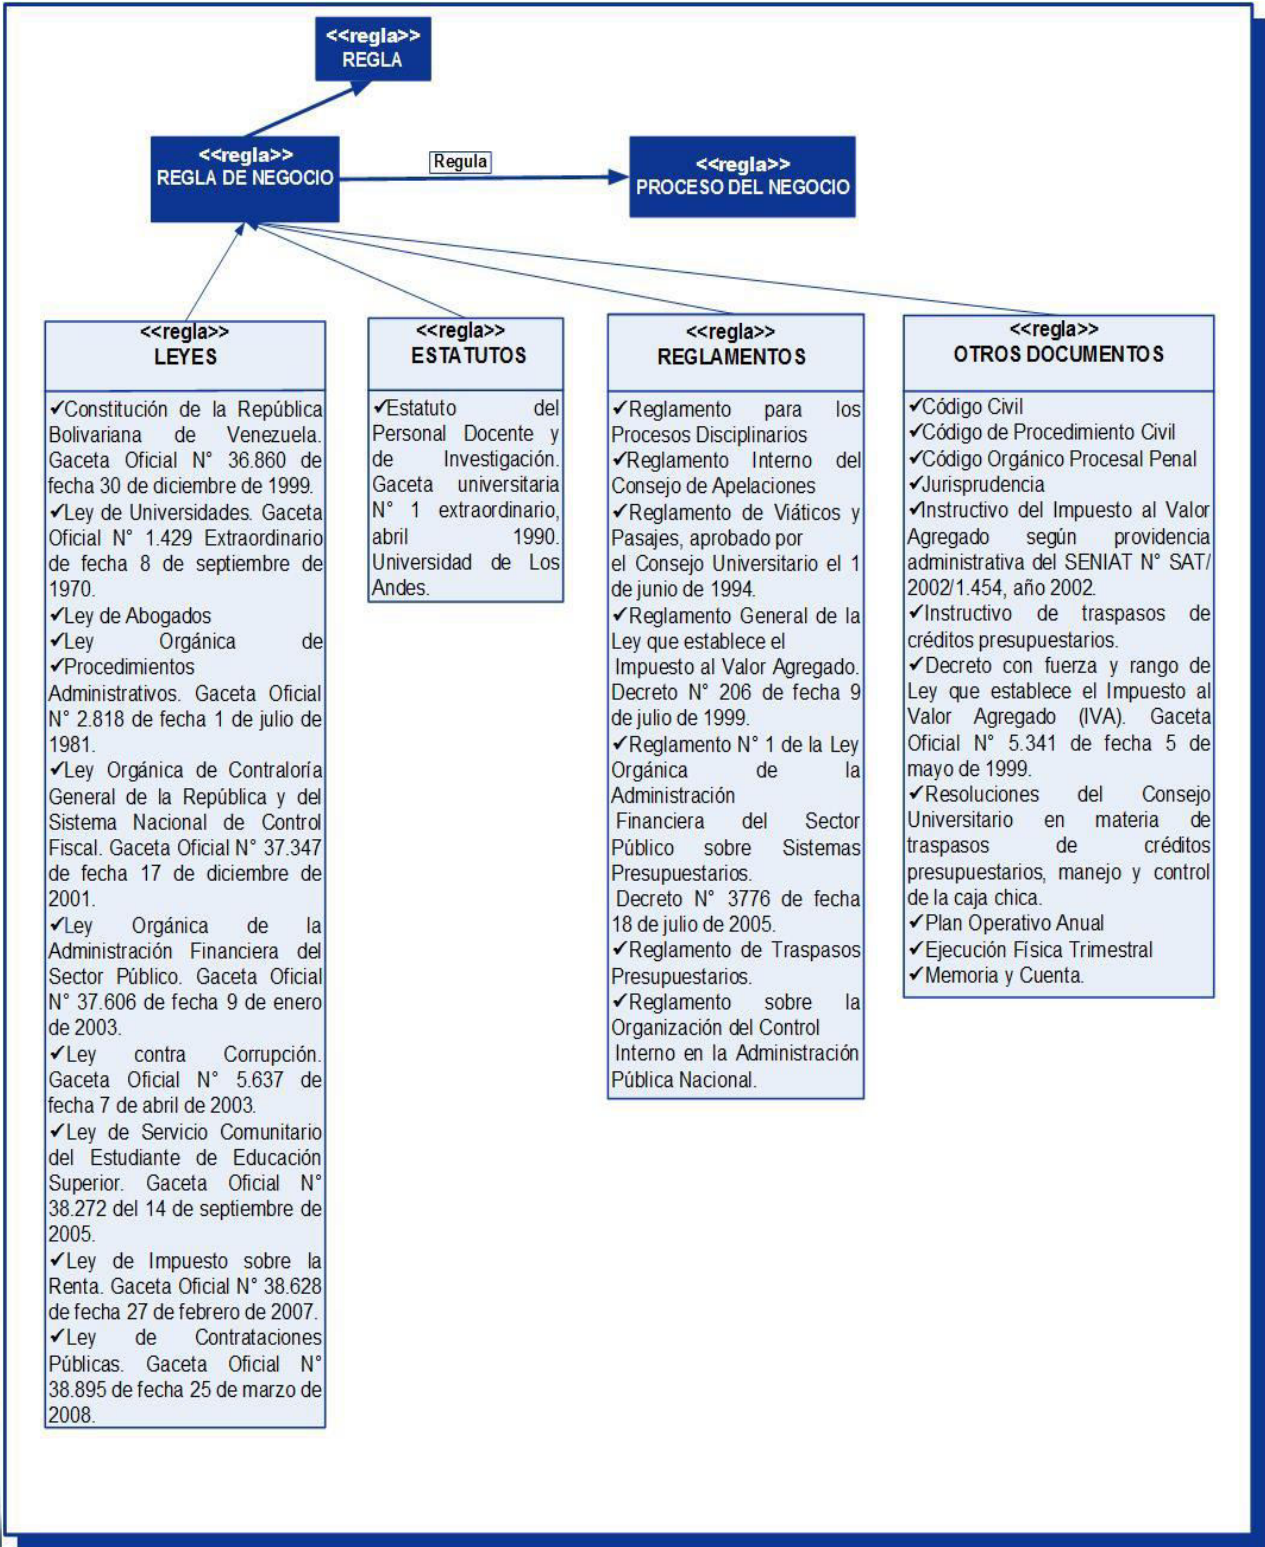 <<regla>>
REGLA
<<regla>>
REGLA DE NEGOCIO
Regula
<<regla>>
PROCESO DEL NEGOCIO
<<regla>>
LEYES
✓Constitución de la República
Bolivariana de Venezuela.
Gaceta Oficial N° 36.860 de
fecha 30 de diciembre de 1999.
✓Ley de Universidades. Gaceta
Oficial N° 1.429 Extraordinario
de fecha 8 de septiembre de
1970.
✓Ley de Abogados
✓Ley Orgánica de
✓Procedimientos
Administrativos. Gaceta Oficial
N° 2.818 de fecha 1 de julio de
1981.
✓Ley Orgánica de Contraloría
General de la República y del
Sistema Nacional de Control
Fiscal. Gaceta Oficial N° 37.347
de fecha 17 de diciembre de
2001.
✓Ley Orgánica de la
Administración Financiera del
Sector Público. Gaceta Oficial
N° 37.606 de fecha 9 de enero
de 2003.
✓Ley contra Corrupción.
Gaceta Oficial N° 5.637 de
fecha 7 de abril de 2003.
✓Ley de Servicio Comunitario
del Estudiante de Educación
Superior. Gaceta Oficial N°
38.272 del 14 de septiembre de
2005.
✓Ley de Impuesto sobre la
Renta. Gaceta Oficial N° 38.628
de fecha 27 de febrero de 2007.
✓Ley de Contrataciones
Públicas. Gaceta Oficial N°
38.895 de fecha 25 de marzo de
2008.
<<regla>>
ESTATUTOS
✓Estatuto del
Personal Docente y
de Investigación.
Gaceta universitaria
N° 1 extraordinario,
abril 1990.
Universidad de Los
Andes.
<<regla>>
REGLAMENTOS
✓Reglamento para los
Procesos Disciplinarios
✓Reglamento Interno del
Consejo de Apelaciones
✓Reglamento de Viáticos y
Pasajes, aprobado por
el Consejo Universitario el 1
de junio de 1994.
✓Reglamento General de la
Ley que establece el
Impuesto al Valor Agregado.
Decreto N° 206 de fecha 9
de julio de 1999.
✓Reglamento N° 1 de la Ley
Orgánica de la
Administración
Financiera del Sector
Público sobre Sistemas
Presupuestarios.
Decreto N° 3776 de fecha
18 de julio de 2005.
✓Reglamento de Traspasos
Presupuestarios.
✓Reglamento sobre la
Organización del Control
Interno en la Administración
Pública Nacional.
<<regla>>
OTROS DOCUMENTOS
✓Código Civil
✓Código de Procedimiento Civil
✓Código Orgánico Procesal Penal
✓Jurisprudencia
✓Instructivo del Impuesto al Valor
Agregado según providencia
administrativa del SENIAT N° SAT/
2002/1.454, año 2002.
✓Instructivo de traspasos de
créditos presupuestarios.
✓Decreto con fuerza y rango de
Ley que establece el Impuesto al
Valor Agregado (IVA). Gaceta
Oficial N° 5.341 de fecha 5 de
mayo de 1999.
✓Resoluciones del Consejo
Universitario en materia de
traspasos de créditos
presupuestarios, manejo y control
de la caja chica.
✓Plan Operativo Anual
✓Ejecución Física Trimestral
✓Memoria y Cuenta.